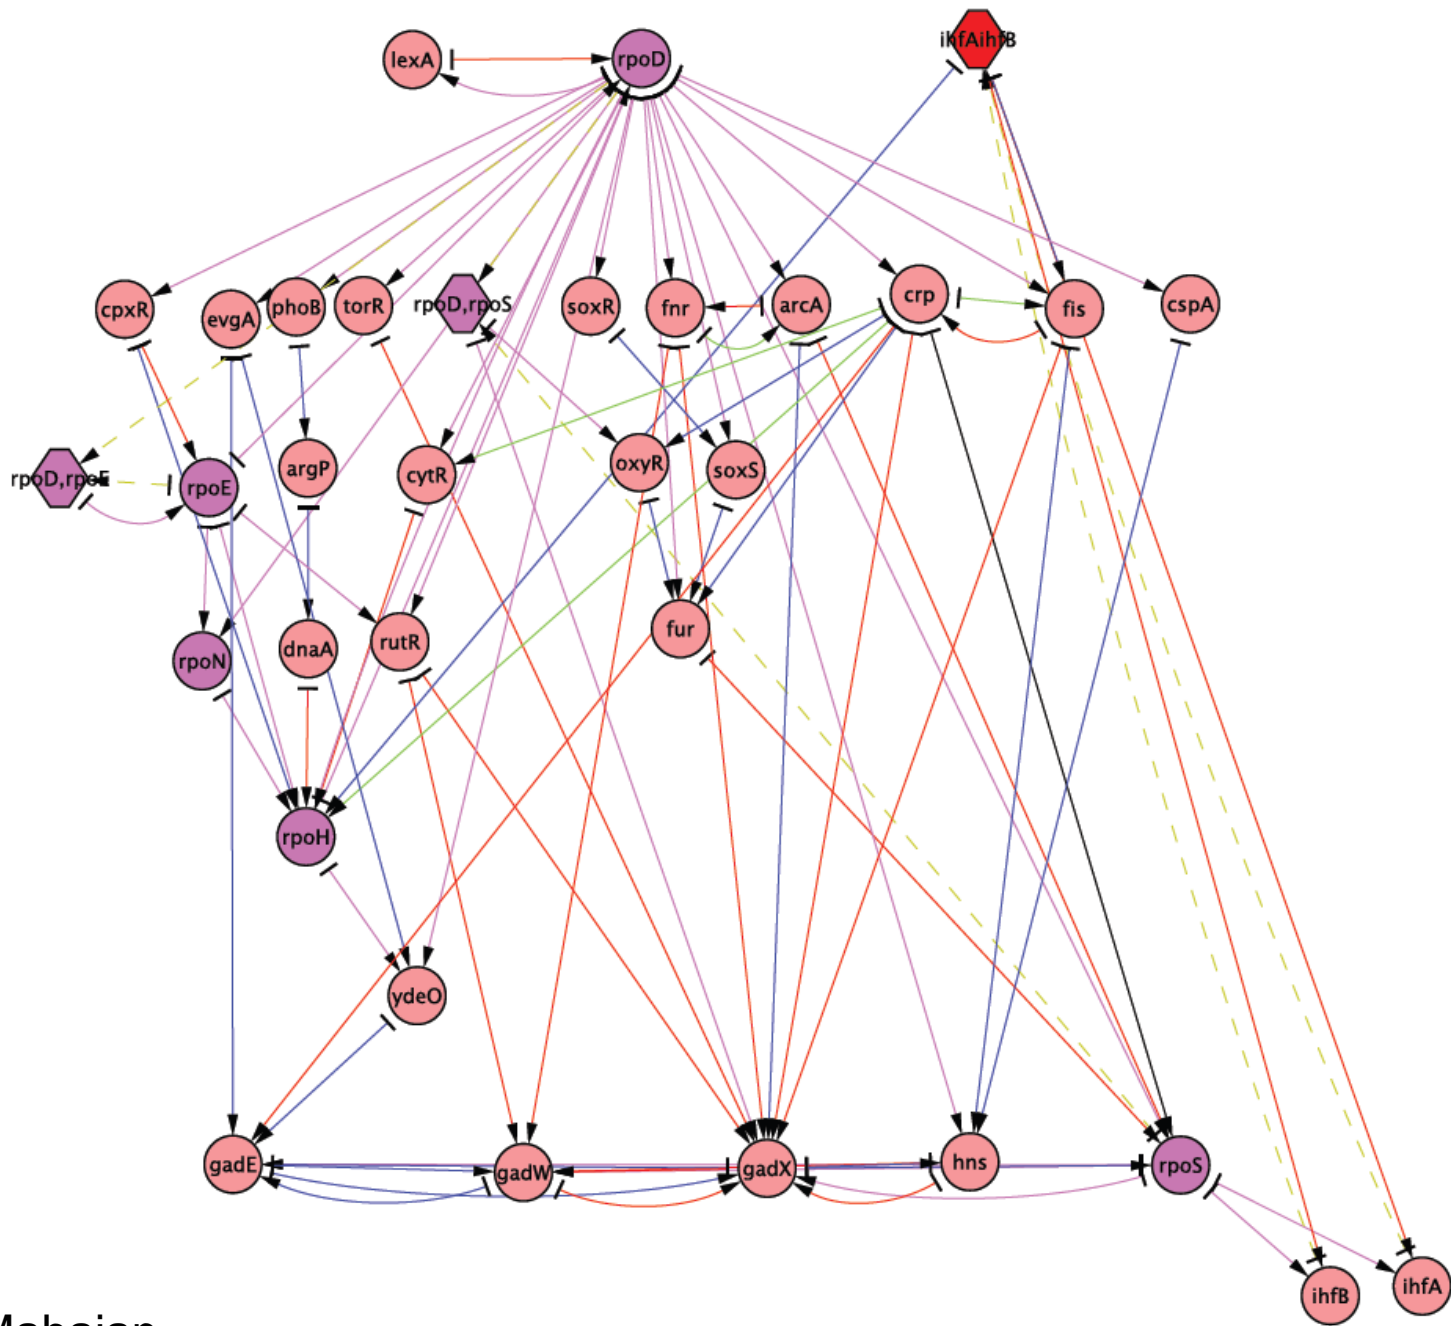 lexA
rpoD
ihfAihfB
cpxR
evgA
phoB
torR
rpoD,rpoS
soxR
fnr
arcA
crp
fis
cspA
rpoD,rpoE
rpoE
argP
cytR
oxyR
soxS
rpoN
dnaA
rutR
fur
rpoH
ydeO
gadE
gadW
gadX
hns
rpoS
ihfB
ihfA